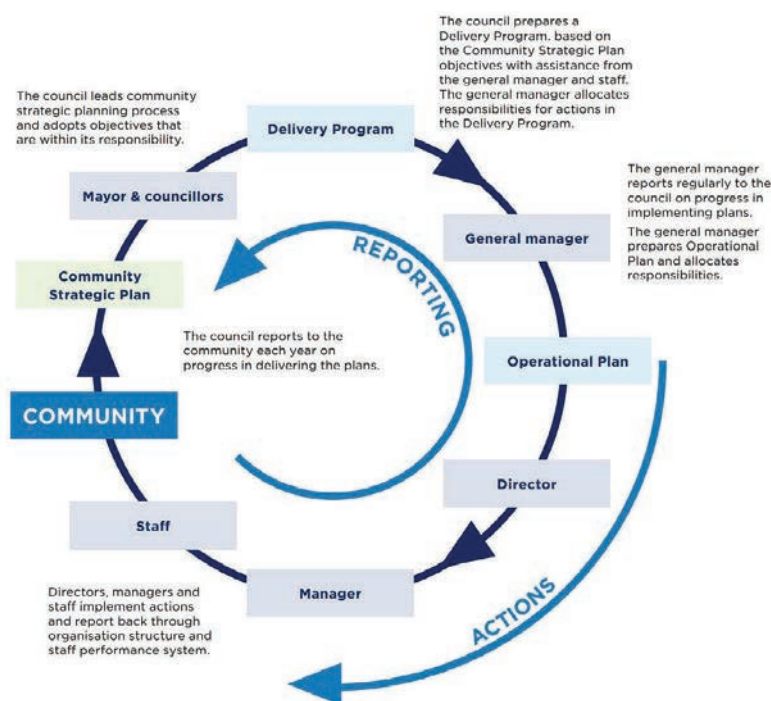 The council prepares a
Delivery Program, based on
the Community Strategic Plan
objectives with assistance from
the general manager and staff.
The general manager allocates
responsibilities for actions in
the Delivery Program.
The council leads community
strategic planning process
and adopts objectives that
are within its responsibility.
Delivery Program
Mayor & councillors
The general manager
reports regularly to the
council on progress in
implementing plans.
The general manager
prepares Operational
Plan and allocates
responsibilities.
General manager
REPORTING
Community
Strategic Plan
The council reports to the
community each year on
progress in delivering the plans.
Operational Plan
COMMUNITY
Director
Staff
Manager
ACTIONS
Directors, managers and
staff implement actions
and report back through
organisation structure and
staff performance system.